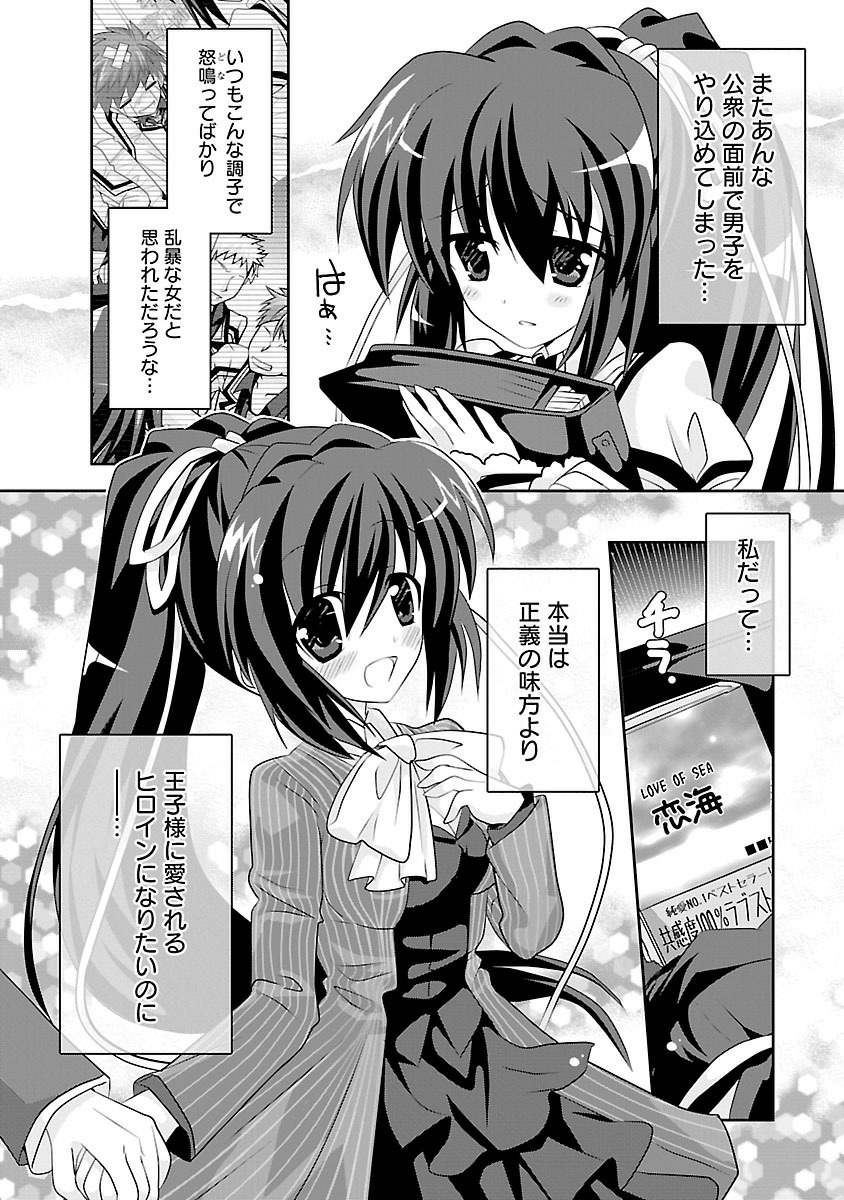 またあんな
公衆の面前で男子を
やり込めてしまった…
はぁ…
いつもこんな調子で
怒鳴ってばかり
どな
乱暴な女だと
思われただろうな…
私だって…
チラ
LOVE OF SEA
恋海
純愛NO.1ベストセラー!
共感度100%ラブスト
本当は
正義の味方より
王子様に愛される
ヒロインになりたいのに
――…